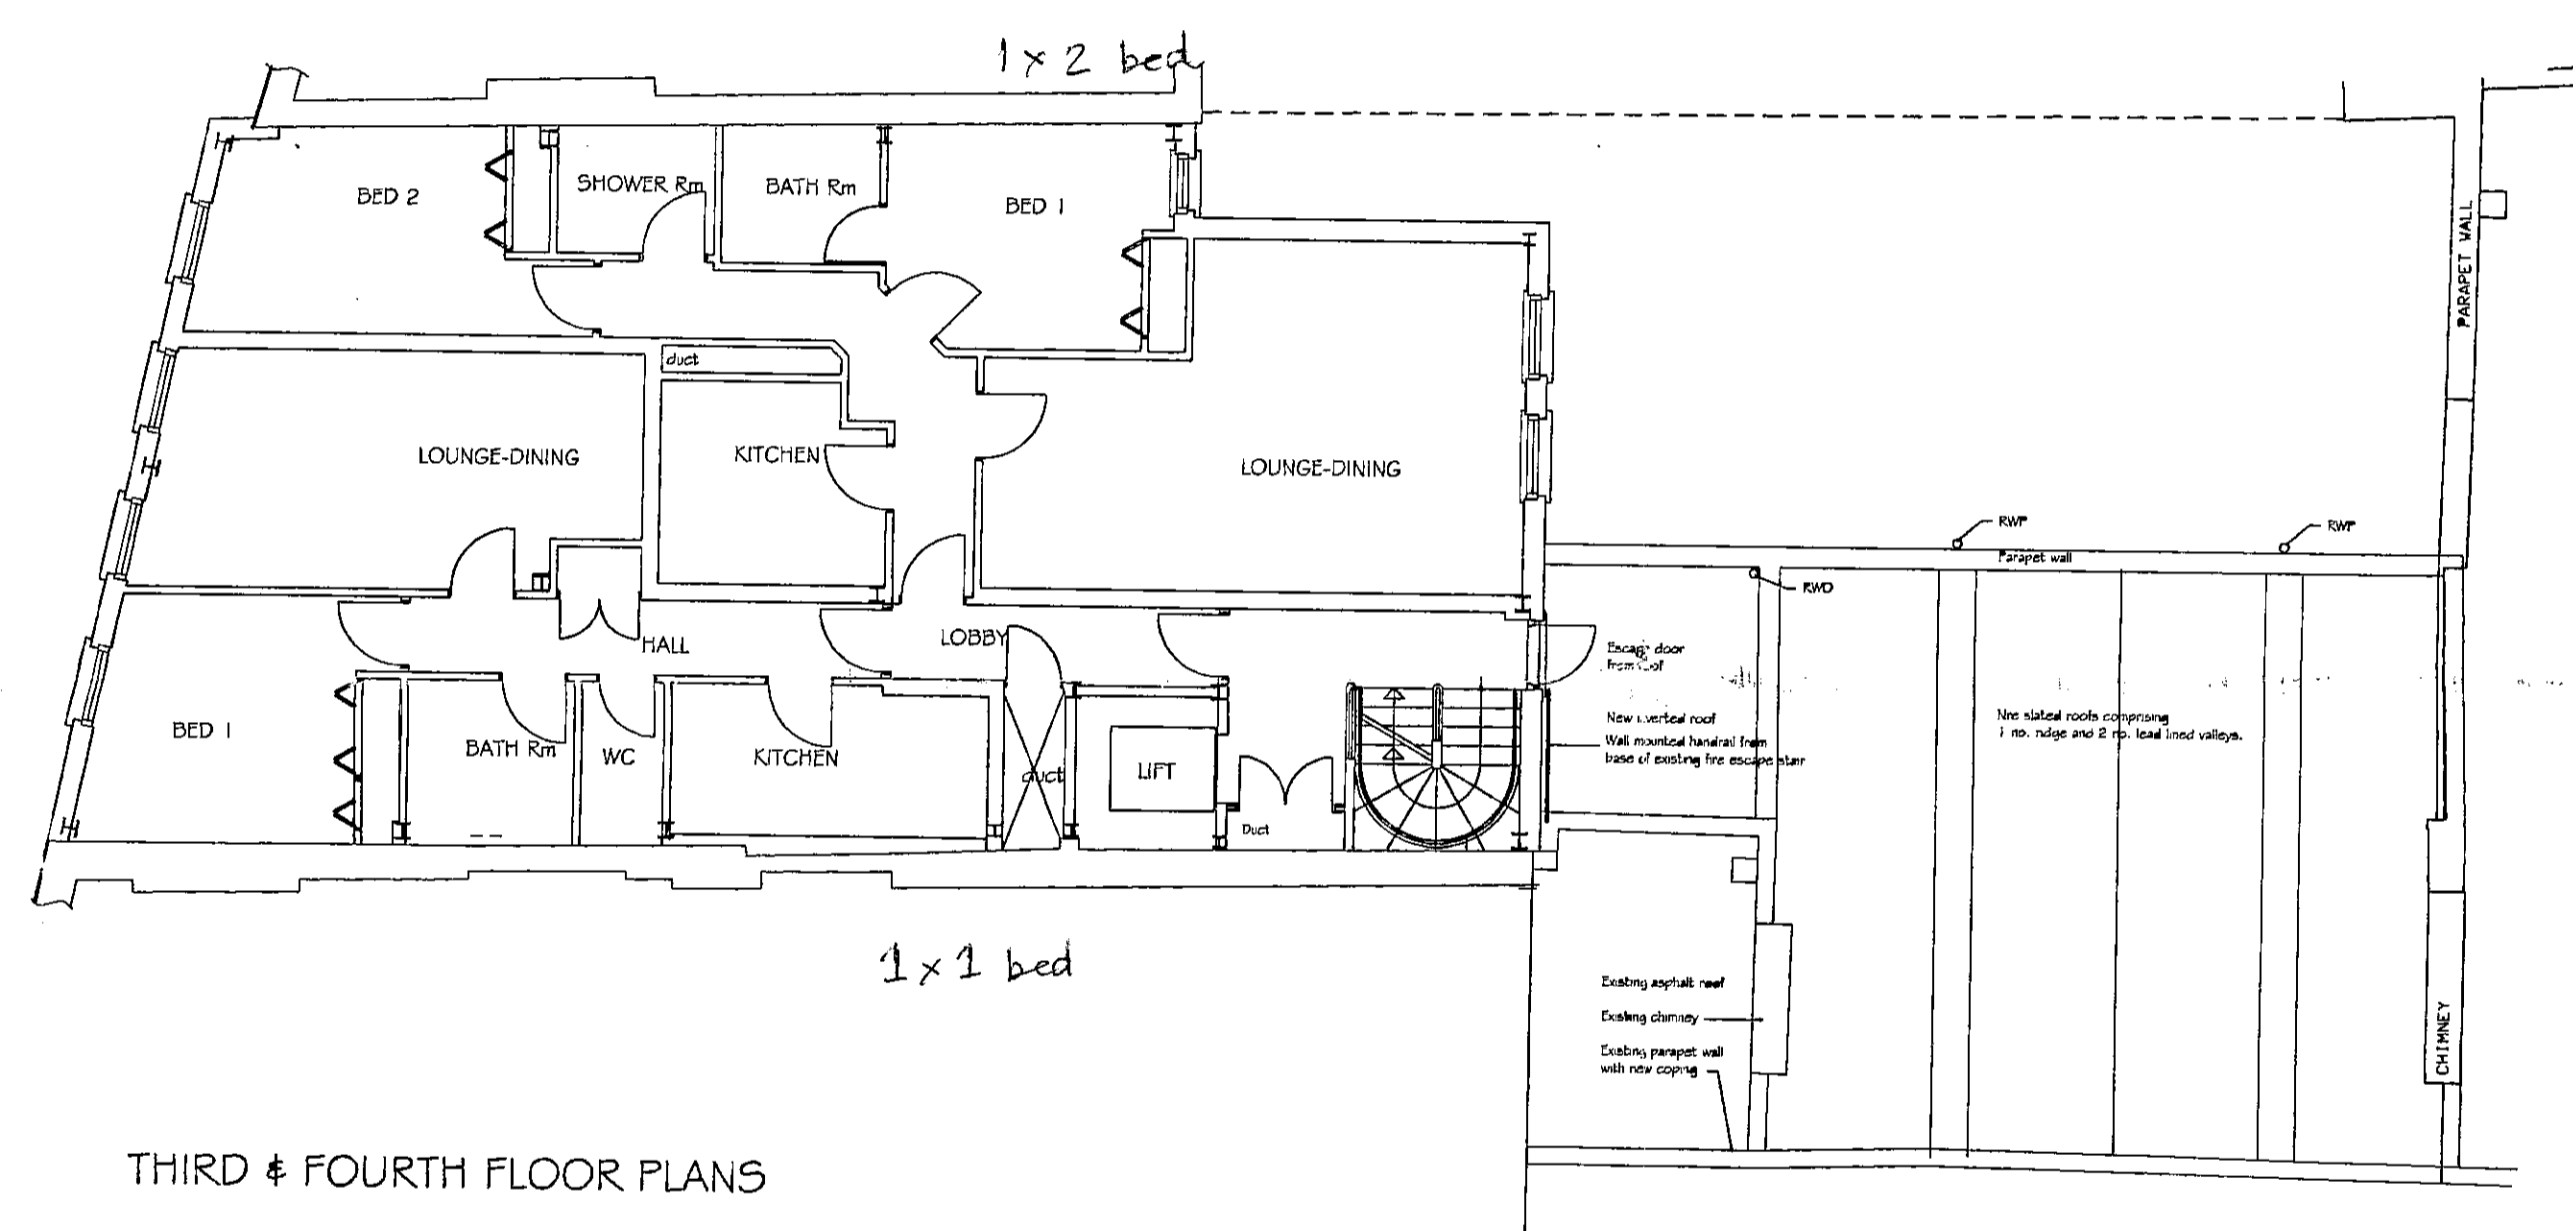 1 x 2 bed
BED 2
SHOWER Rm
BATH Rm
BED 1
PARAPET WALL
duct
LOUNGE-DINING
KITCHEN
LOUNGE-DINING
RWP
RWP
Parapet wall
RWO
HALL
LOBBY
Escape door
from roof
BED 1
BATH Rm
WC
KITCHEN
duct
LIFT
Duct
New inverted roof
Wall mounted handrail from
base of existing fire escape stair
New slated roofs comprising
1 no. ridge and 2 no. lead lined valleys.
1 x 1 bed
Existing asphalt roof
Existing chimney
Existing parapet wall
with new coping
CHIMNEY
THIRD & FOURTH FLOOR PLANS